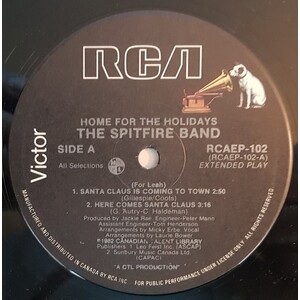 RCA
HOME FOR THE HOLIDAYS
THE SPITFIRE BAND
SIDE A
RCAEP-102
(RCAEP-102-A)
EXTENDED PLAY
All Selections:
Victor
(For Leah)
1. SANTA CLAUS IS COMING TO TOWN 2:50
(Gillespie/Coots)
2. HERE COMES SANTA CLAUS 3:18
(G. Autry-C. Haldeman)
Produced by Jackie Rae. Engineer-Peter Mann
Assistant Engineer-Tom Henderson
Arrangements by Micky Erbe. Vocal
Arrangements by Laurie Bower
℗1982 CANADIAN TALENT LIBRARY
Publishers: 1 Leo Feist Inc. (ASCAP)
2 Sunbury Music Canada Ltd
(CAPAC)
"A CTL PRODUCTION"
MANUFACTURED AND DISTRIBUTED IN CANADA BY RCA INC. FOR PUBLIC PERFORMANCE UNDER LICENSE ONLY